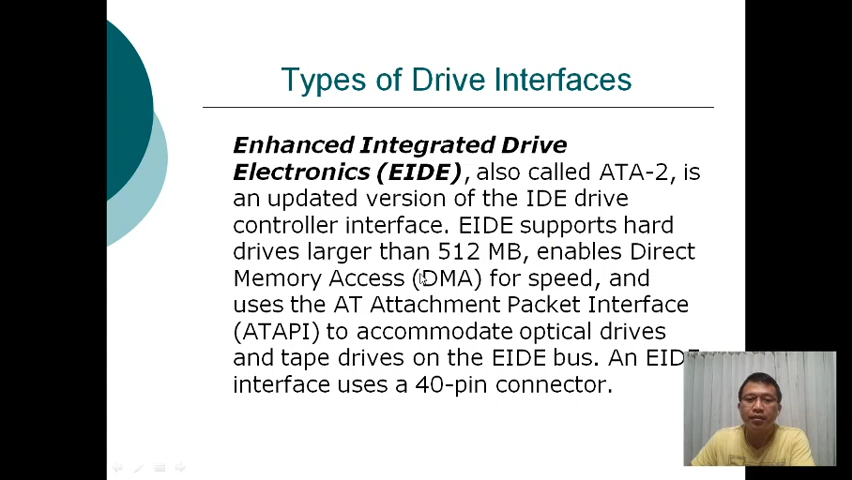 Types of Drive Interfaces
Enhanced Integrated Drive
Electronics (EIDE), also called ATA-2, is
an updated version of the IDE drive
controller interface. EIDE supports hard
drives larger than 512 MB, enables Direct
Memory Access (DMA) for speed, and
uses the AT Attachment Packet Interface
(ATAPI) to accommodate optical drives
and tape drives on the EIDE bus. An EIDE
interface uses a 40-pin connector.